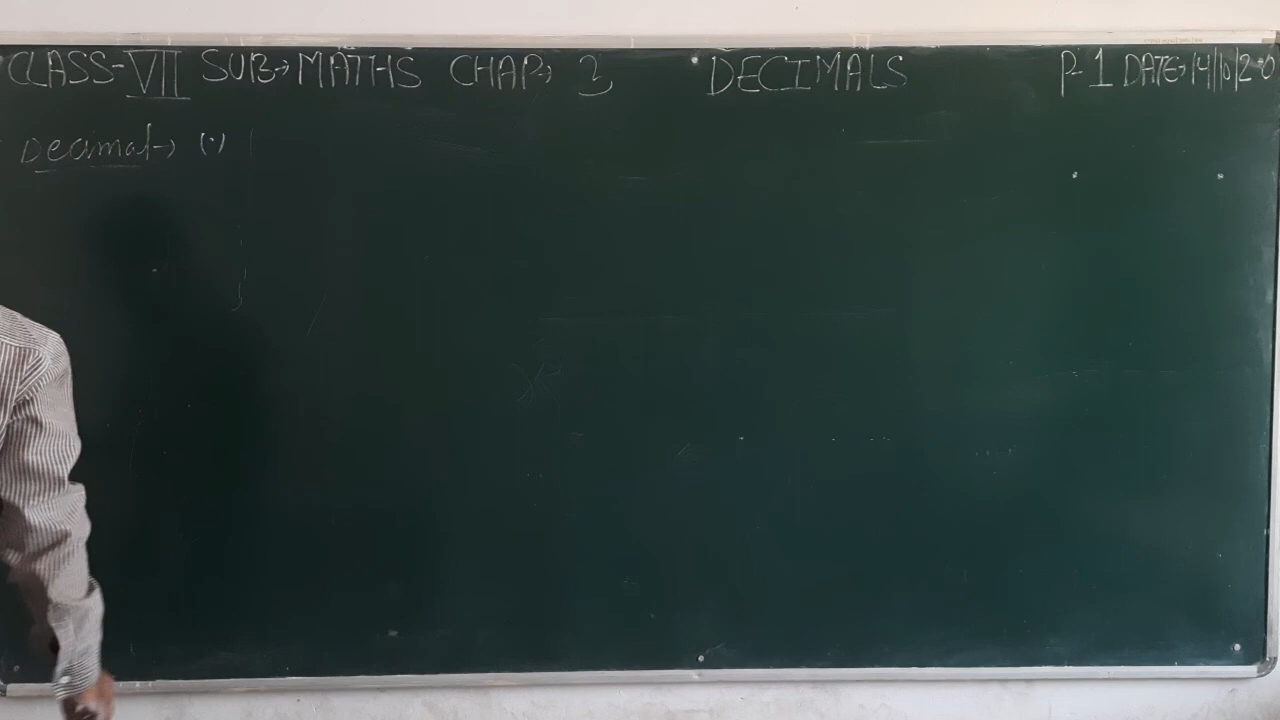 CLASS-VII SUB→ MATHS CHAP→ 3 DECIMALS P-1 DATE→ 14/10/20
Decimal→ (.)